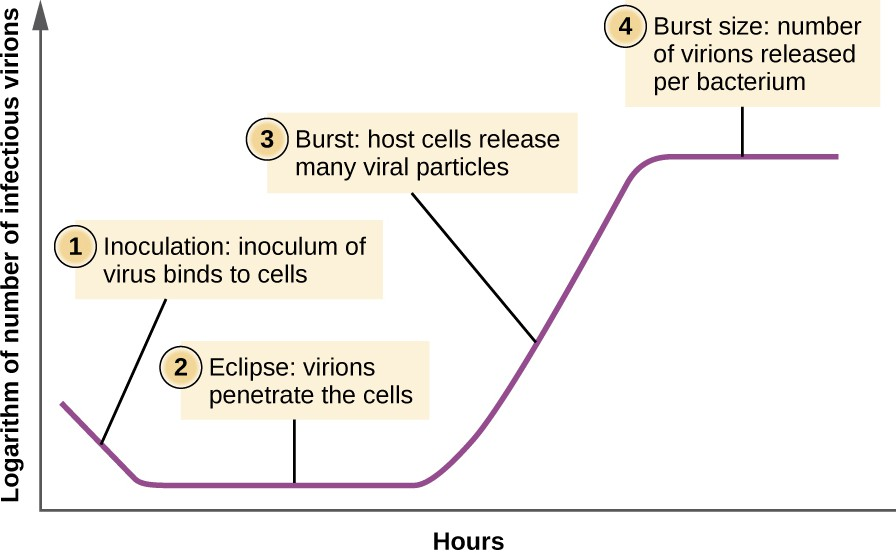 Logarithm of number of infectious virions
1
Inoculation: inoculum of
virus binds to cells
2
Eclipse: virions
penetrate the cells
3
Burst: host cells release
many viral particles
4
Burst size: number
of virions released
per bacterium
Hours